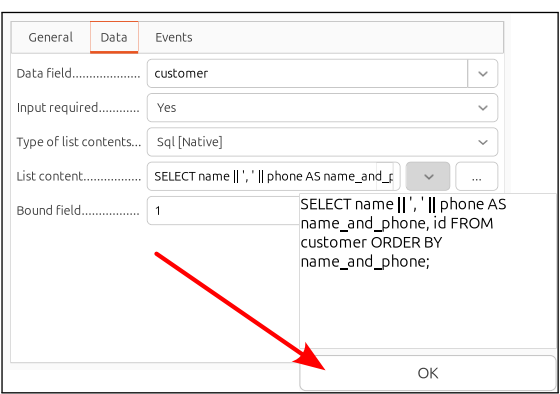 General Data Events
Data field.................... customer
Input required............ Yes
Type of list contents... Sql [Native]
List content................. SELECT name || ', ' || phone AS name_and_p ...
Bound field................. 1
SELECT name || ', ' || phone AS
name_and_phone, id FROM
customer ORDER BY
name_and_phone;
OK